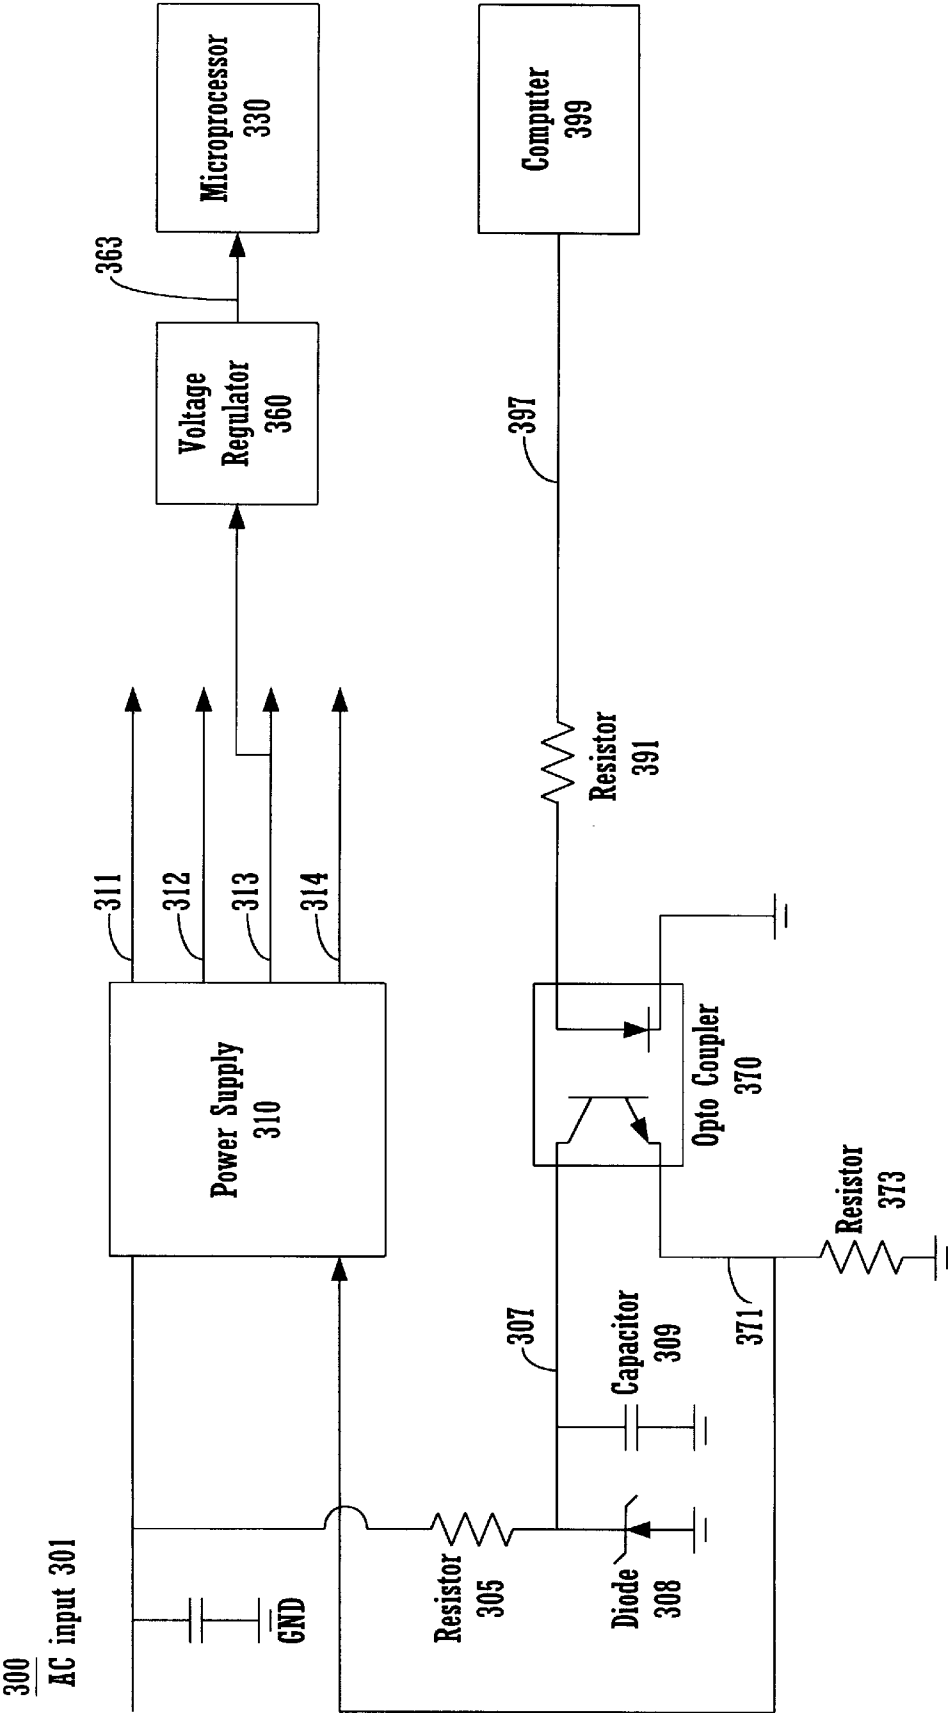 300
AC input 301
GND
Power Supply
310
311
312
313
314
Voltage
Regulator
360
363
Microprocessor
330
Resistor
305
Diode
308
Capacitor
309
307
Opto Coupler
370
371
Resistor
373
Resistor
391
397
Computer
399